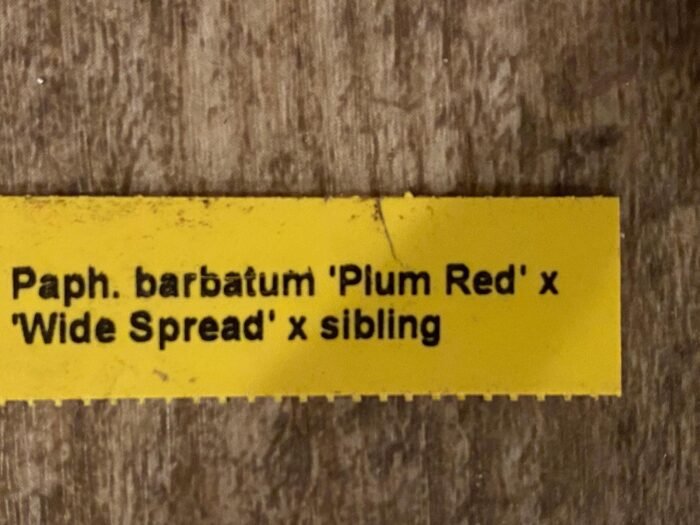 Paph. barbatum 'Plum Red' x
'Wide Spread' x sibling